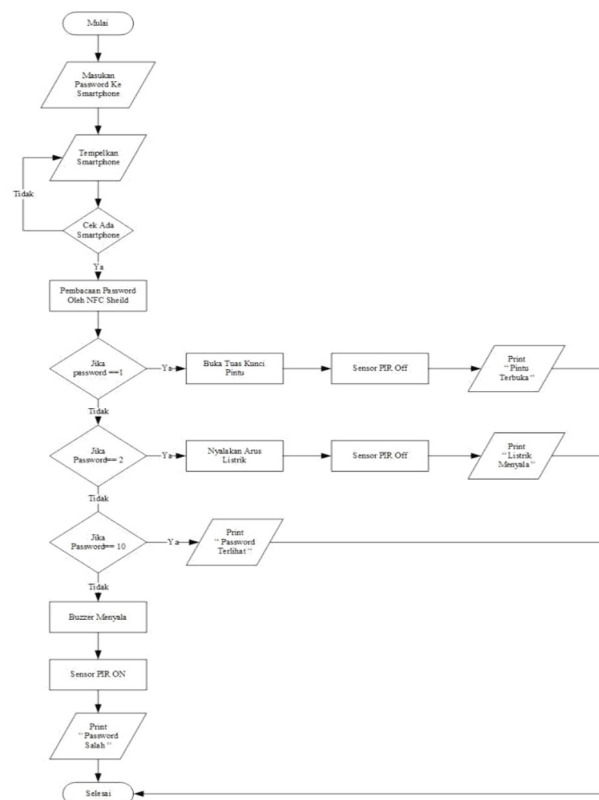 Mulai
Masukan
Password Ke
Smartphone
Tempelkan
Smartphone
Tidak
Cek Ada
Smartphone
Ya
Pembacaan Password
Oleh NFC Sheild
Jika
password ==1
Ya
Buka Tuas Kunci
Pintu
Sensor PIR Off
Print
" Pintu
Terbuka "
Tidak
Jika
Password== 2
Ya
Nyalakan Arus
Listrik
Sensor PIR Off
Print
"Listrik
Menyala"
Tidak
Jika
Password== 10
Ya
Print
" Password
Terlihat "
Tidak
Buzzer Menyala
Sensor PIR ON
Print
" Password
Salah "
Selesai